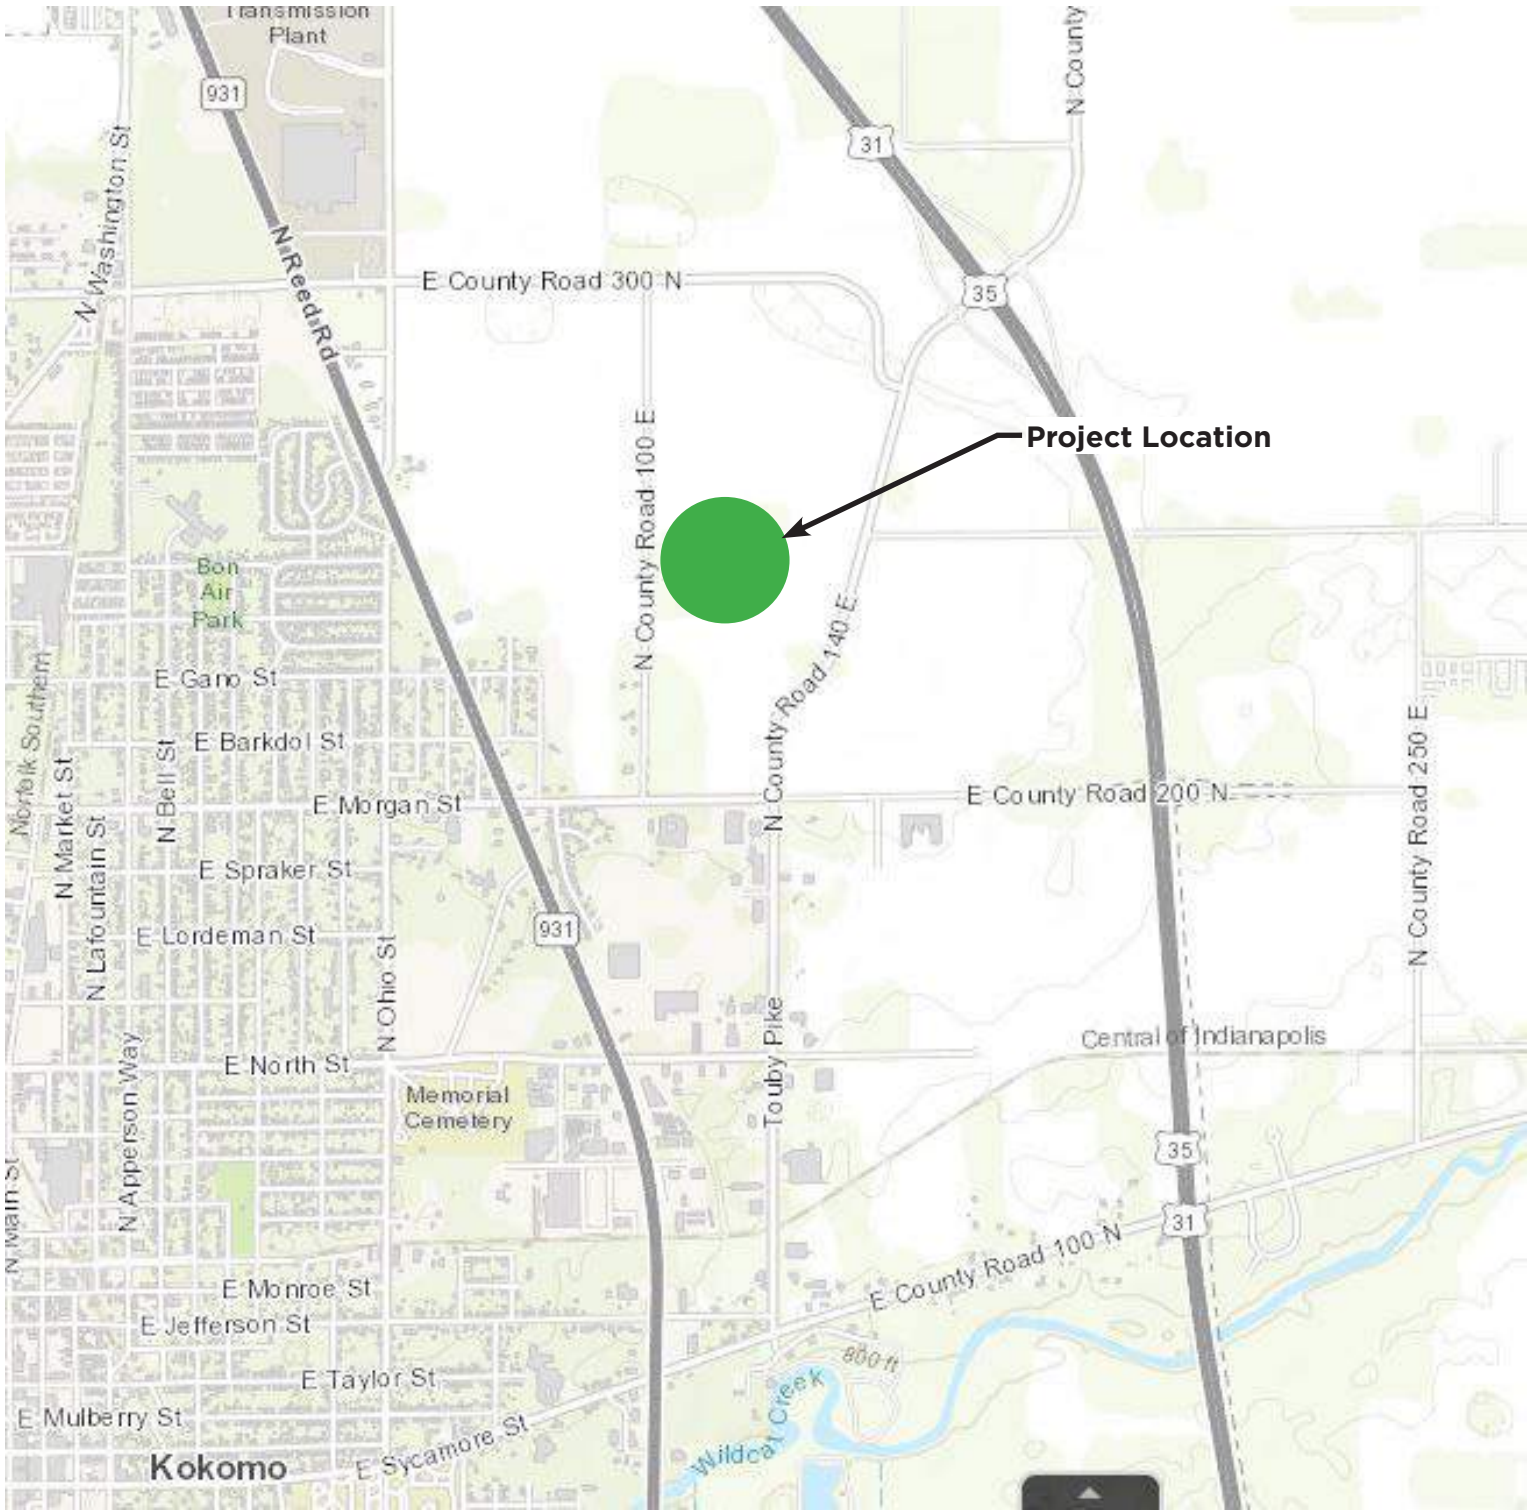 Transmission
Plant
931
N County
31
N Washington St
N Reed Rd
E County Road 300 N
35
N County Road 100 E
Project Location
Bon
Air
Park
N County Road 140 E
E Gano St
Norfolk Southern
E Barkdol St
N Bell St
N Market St
E Morgan St
E County Road 200 N
N County Road 250 E
N Lafountain St
E Spraker St
931
E Lordeman St
N Ohio St
Touby Pike
Central of Indianapolis
E North St
N Apperson Way
Memorial
Cemetery
35
N Main St
31
E County Road 100 N
E Monroe St
E Jefferson St
800 ft
E Taylor St
Wildcat Creek
E Mulberry St
E Sycamore St
Kokomo